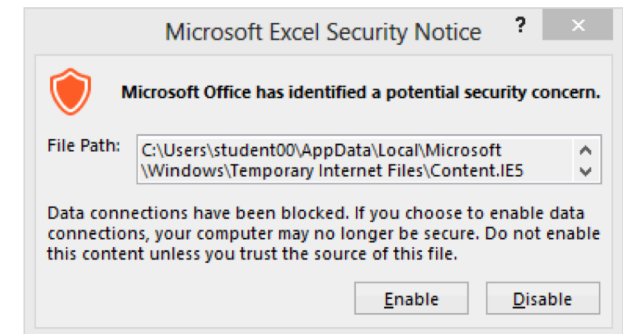 Microsoft Excel Security Notice ? ×
Microsoft Office has identified a potential security concern.
File Path: C:\Users\student00\AppData\Local\Microsoft
\Windows\Temporary Internet Files\Content.IE5
Data connections have been blocked. If you choose to enable data
connections, your computer may no longer be secure. Do not enable
this content unless you trust the source of this file.
Enable Disable